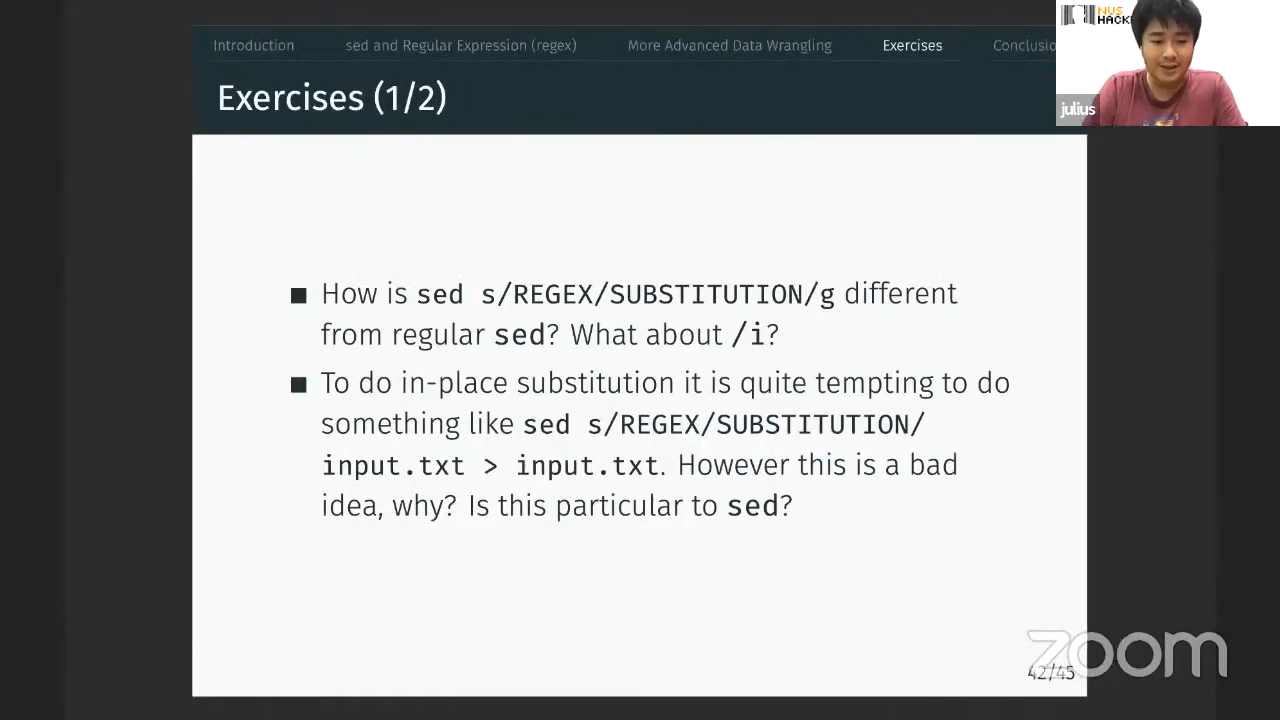 Introduction
sed and Regular Expression (regex)
More Advanced Data Wrangling
Exercises
Conclusio
NUS
HACK
julius
Exercises (1/2)
How is sed s/REGEX/SUBSTITUTION/g different
from regular sed? What about /i?
To do in-place substitution it is quite tempting to do
something like sed s/REGEX/SUBSTITUTION/
input.txt > input.txt. However this is a bad
idea, why? Is this particular to sed?
zoom
42/45